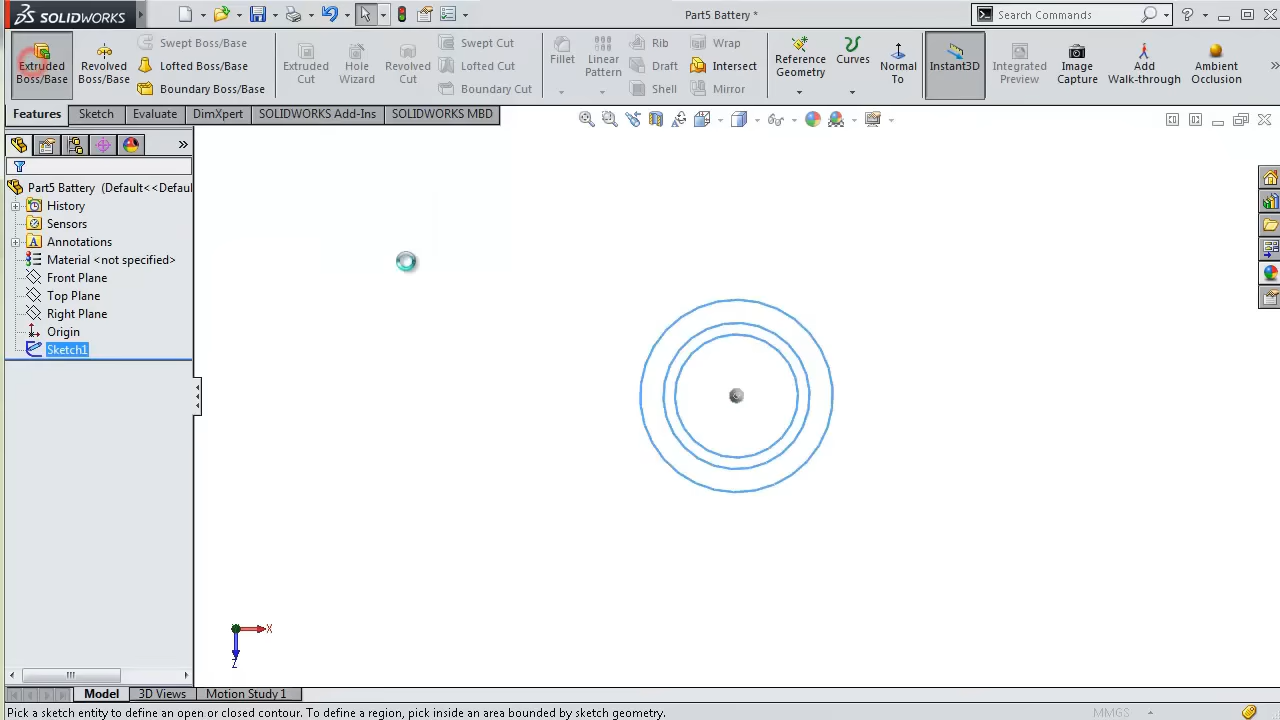 SOLIDWORKS
Part5 Battery *
Search Commands
Extruded Boss/Base
Revolved Boss/Base
Swept Boss/Base
Lofted Boss/Base
Boundary Boss/Base
Extruded Cut
Hole Wizard
Revolved Cut
Swept Cut
Lofted Cut
Boundary Cut
Fillet
Linear Pattern
Rib
Draft
Shell
Wrap
Intersect
Mirror
Reference Geometry
Curves
Normal To
Instant3D
Integrated Preview
Image Capture
Add Walk-through
Ambient Occlusion
Features
Sketch
Evaluate
DimXpert
SOLIDWORKS Add-Ins
SOLIDWORKS MBD
Part5 Battery (Default<<Defaul
History
Sensors
Annotations
Material <not specified>
Front Plane
Top Plane
Right Plane
Origin
Sketch1
X
Z
Model
3D Views
Motion Study 1
Pick a sketch entity to define an open or closed contour. To define a region, pick inside an area bounded by sketch geometry.
MMGS